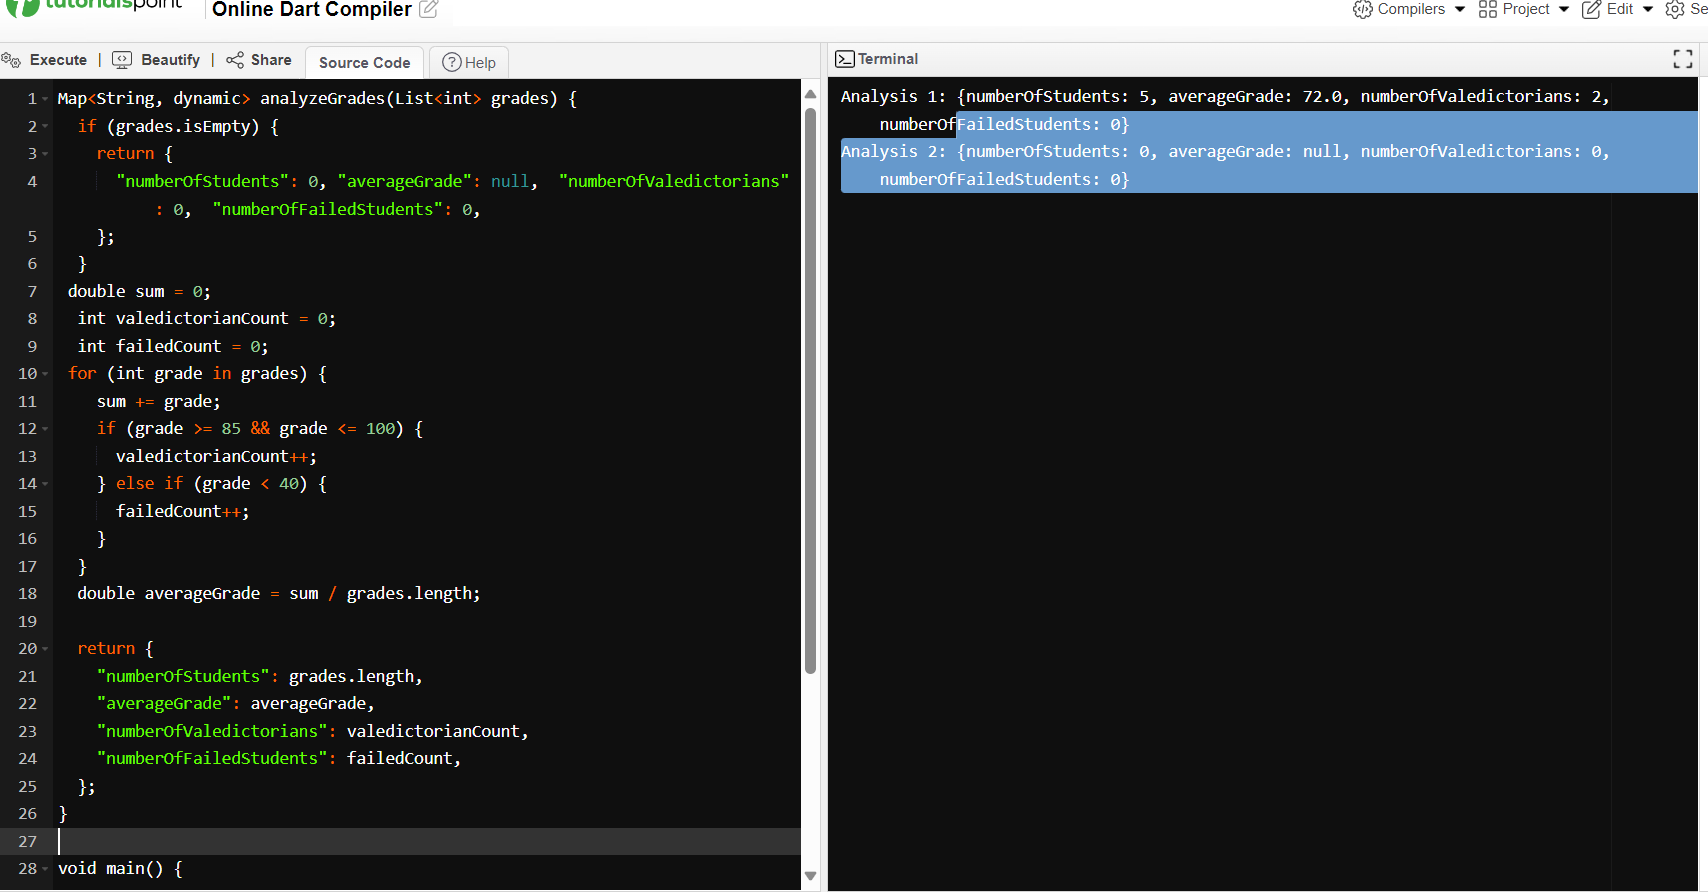 tutorialspoint
Online Dart Compiler
Compilers
Project
Edit
Execute | Beautify | Share
Source Code
Help
1 Map<String, dynamic> analyzeGrades(List<int> grades) {
2 if (grades.isEmpty) {
3 return {
4 "numberOfStudents": 0, "averageGrade": null,  "numberOfValedictorians"
: 0,  "numberOfFailedStudents": 0,
5 };
6 }
7 double sum = 0;
8 int valedictorianCount = 0;
9 int failedCount = 0;
10 for (int grade in grades) {
11 sum += grade;
12 if (grade >= 85 && grade <= 100) {
13 valedictorianCount++;
14 } else if (grade < 40) {
15 failedCount++;
16 }
17 }
18 double averageGrade = sum / grades.length;
19
20 return {
21 "numberOfStudents": grades.length,
22 "averageGrade": averageGrade,
23 "numberOfValedictorians": valedictorianCount,
24 "numberOfFailedStudents": failedCount,
25 };
26 }
27
28 void main() {
Terminal
Analysis 1: {numberOfStudents: 5, averageGrade: 72.0, numberOfValedictorians: 2,
numberOfFailedStudents: 0}
Analysis 2: {numberOfStudents: 0, averageGrade: null, numberOfValedictorians: 0,
numberOfFailedStudents: 0}